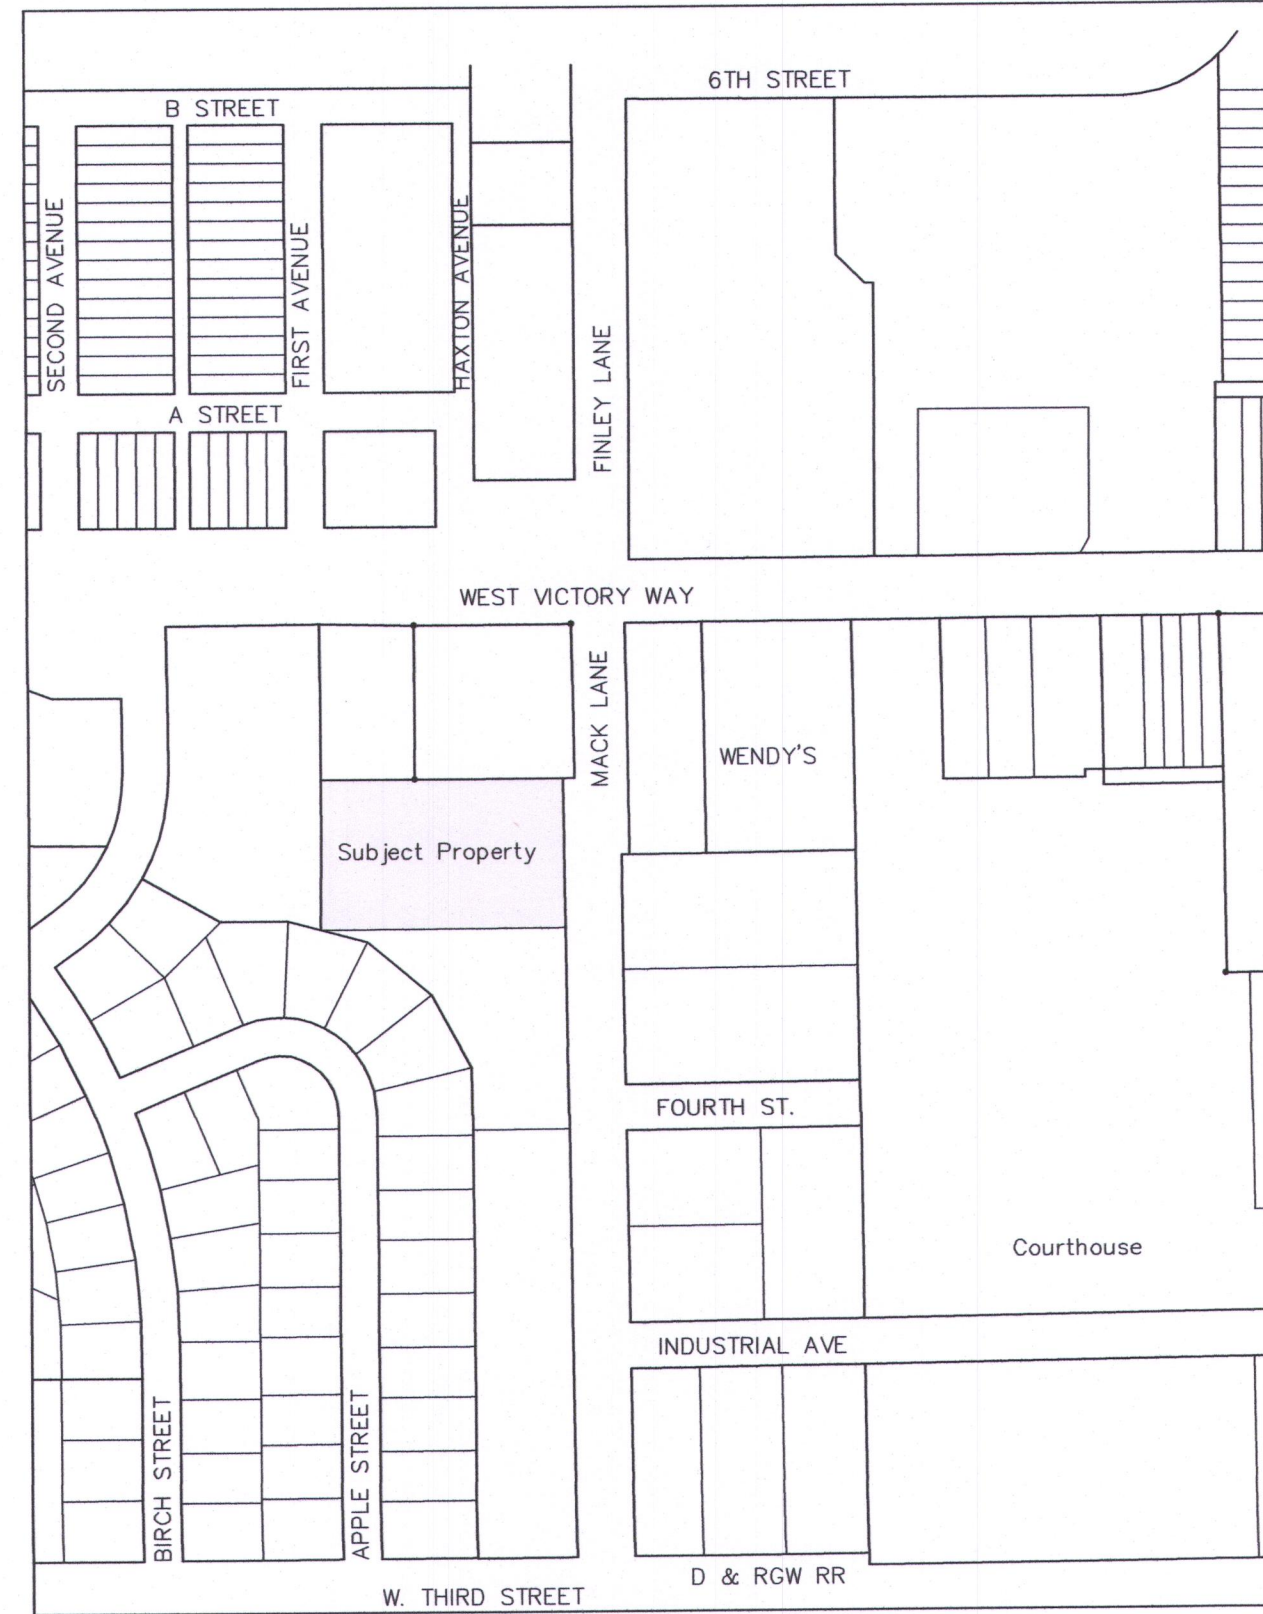 6TH STREET
B STREET
SECOND AVENUE
FIRST AVENUE
HAXTON AVENUE
FINLEY LANE
A STREET
WEST VICTORY WAY
MACK LANE
WENDY'S
Subject Property
FOURTH ST.
Courthouse
INDUSTRIAL AVE
BIRCH STREET
APPLE STREET
D & RGW RR
W. THIRD STREET